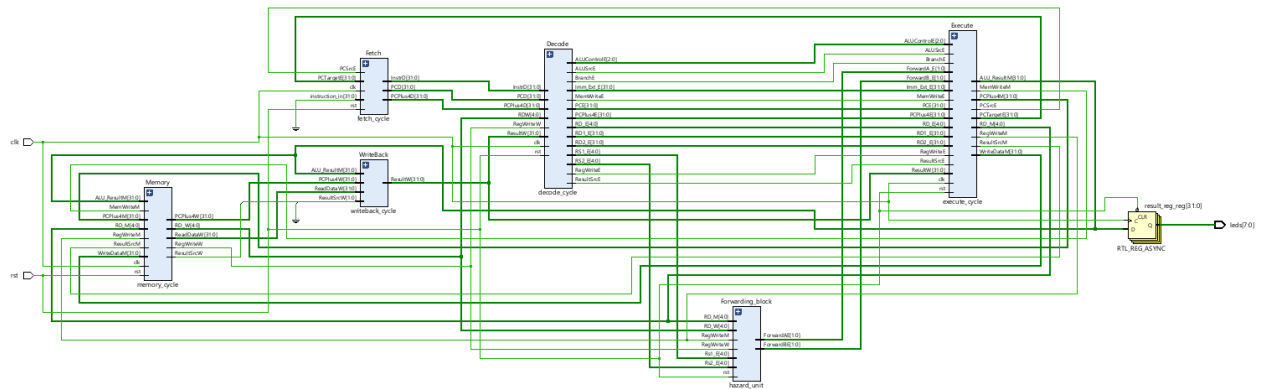 Fetch
PCSrcE
PCTargetE[31:0]
clk
instruction_in[31:0]
rst
InstrD[31:0]
PCD[31:0]
PCPlus4D[31:0]
fetch_cycle
Decode
InstrD[31:0]
PCD[31:0]
PCPlus4D[31:0]
RDW[4:0]
RegWriteW
ResultW[31:0]
clk
rst
ALUControlE[2:0]
ALUSrcE
BranchE
Imm_Ext_E[31:0]
MemWriteE
PCE[31:0]
PCPlus4E[31:0]
RD_E[4:0]
RD1_E[31:0]
RD2_E[31:0]
RS1_E[4:0]
RS2_E[4:0]
RegWriteE
ResultSrcE
decode_cycle
Execute
ALUControlE[2:0]
ALUSrcE
BranchE
ForwardA_E[1:0]
ForwardB_E[1:0]
Imm_Ext_E[31:0]
MemWriteE
PCE[31:0]
PCPlus4E[31:0]
RD_E[4:0]
RD1_E[31:0]
RD2_E[31:0]
RegWriteE
ResultSrcE
ResultW[31:0]
clk
rst
ALU_ResultM[31:0]
MemWriteM
PCPlus4M[31:0]
PCSrcE
PCTargetE[31:0]
RD_M[4:0]
RegWriteM
ResultSrcM
WriteDataM[31:0]
execute_cycle
clk
WriteBack
ALU_ResultW[31:0]
PCPlus4W[31:0]
ReadDataW[31:0]
ResultSrcW[1:0]
ResultW[31:0]
writeback_cycle
Memory
ALU_ResultM[31:0]
MemWriteM
PCPlus4M[31:0]
RD_M[4:0]
RegWriteM
ResultSrcM
WriteDataM[31:0]
clk
rst
PCPlus4W[31:0]
RD_W[4:0]
ReadDataW[31:0]
RegWriteW
ResultSrcW
memory_cycle
rst
result_reg_reg[31:0]
CLR
C
D
Q
RTL_REG_ASYNC
leds[7:0]
Forwarding_block
RD_M[4:0]
RD_W[4:0]
RegWriteM
RegWriteW
Rs1_E[4:0]
Rs2_E[4:0]
rst
ForwardAE[1:0]
ForwardBE[1:0]
hazard_unit